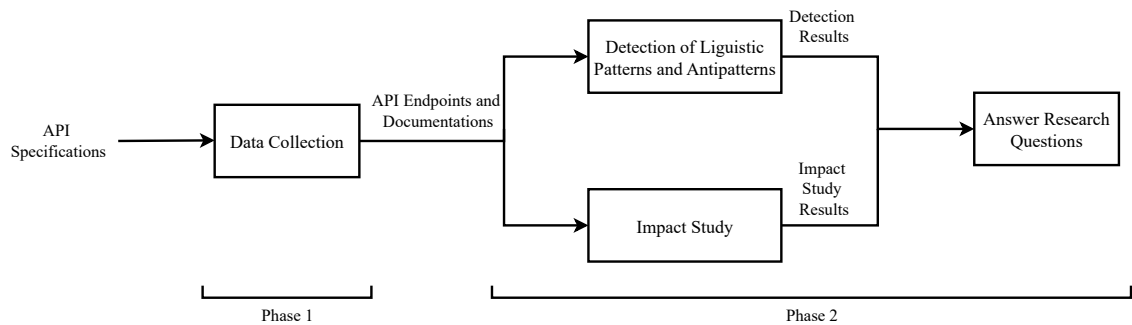 API
Specifications
Data Collection
API Endpoints and
Documentations
Detection of Liguistic
Patterns and Antipatterns
Detection
Results
Impact Study
Impact
Study
Results
Answer Research
Questions
Phase 1
Phase 2